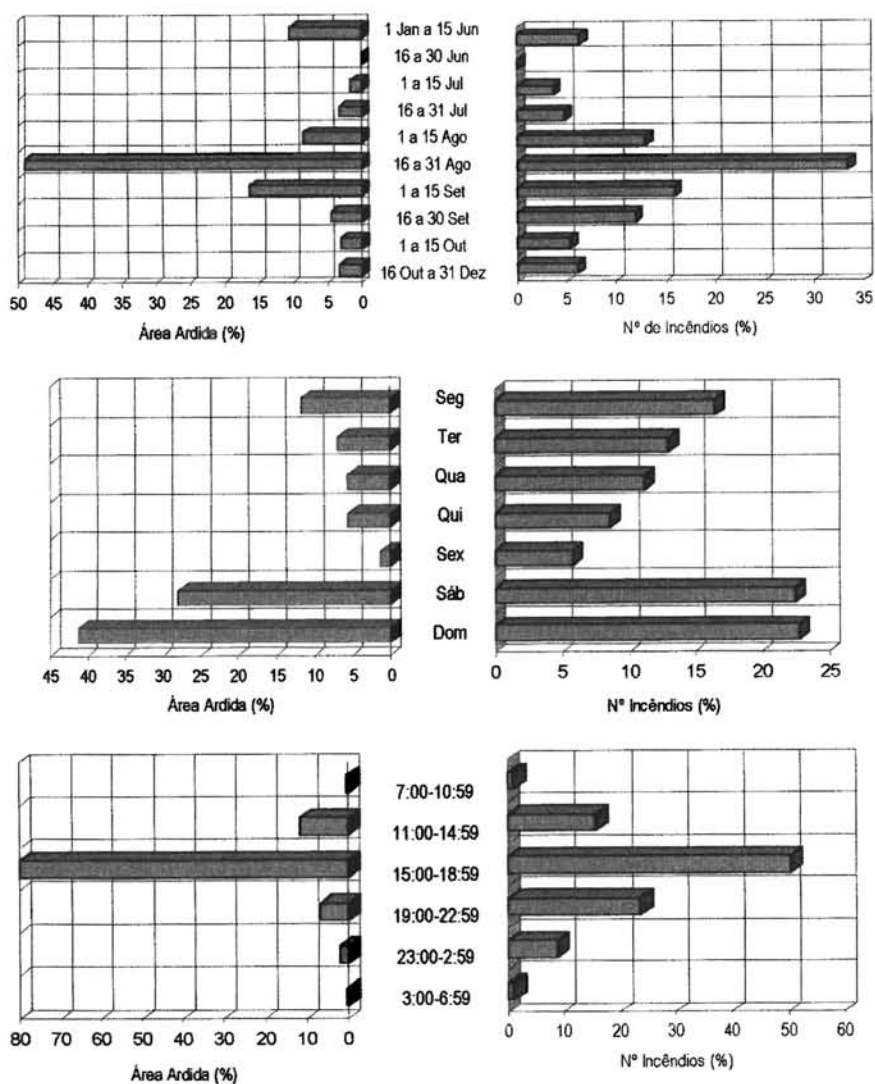 1 Jan a 15 Jun
16 a 30 Jun
1 a 15 Jul
16 a 31 Jul
1 a 15 Ago
16 a 31 Ago
1 a 15 Set
16 a 30 Set
1 a 15 Out
16 Out a 31 Dez
50 45 40 35 30 25 20 15 10 5 0
0 5 10 15 20 25 30 35
Área Ardida (%)
Nº de Incêndios (%)
Seg
Ter
Qua
Qui
Sex
Sáb
Dom
45 40 35 30 25 20 15 10 5 0
0 5 10 15 20 25
Área Ardida (%)
Nº Incêndios (%)
7:00-10:59
11:00-14:59
15:00-18:59
19:00-22:59
23:00-2:59
3:00-6:59
80 70 60 50 40 30 20 10 0
0 10 20 30 40 50 60
Área Ardida (%)
Nº Incêndios (%)